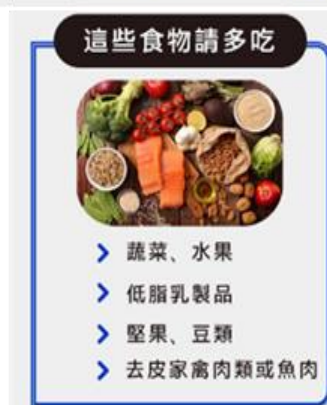 這些食物請多吃
蔬菜、水果
低脂乳製品
堅果、豆類
去皮家禽肉類或魚肉